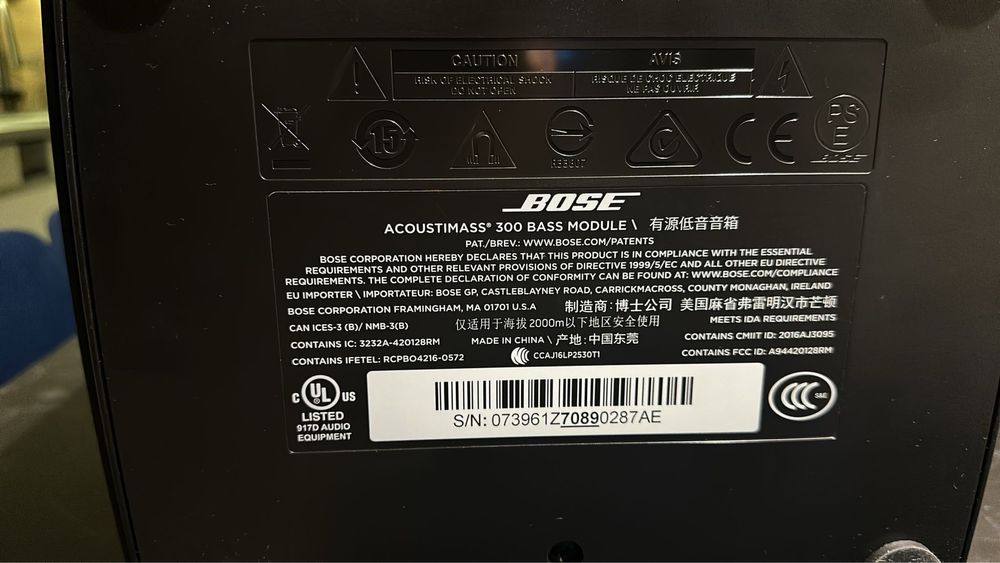 CAUTION
RISK OF ELECTRICAL SHOCK
DO NOT OPEN
AVIS
RISQUE DE CHOC ELECTRIQUE
NE PAS OUVRIR
15
R33607
C
CE
PS
E
BOSE
BOSE
ACOUSTIMASS® 300 BASS MODULE \ 有源低音音箱
PAT./BREV.: WWW.BOSE.COM/PATENTS
BOSE CORPORATION HEREBY DECLARES THAT THIS PRODUCT IS IN COMPLIANCE WITH THE ESSENTIAL
REQUIREMENTS AND OTHER RELEVANT PROVISIONS OF DIRECTIVE 1999/5/EC AND ALL OTHER EU DIRECTIVE
REQUIREMENTS. THE COMPLETE DECLARATION OF CONFORMITY CAN BE FOUND AT: WWW.BOSE.COM/COMPLIANCE
EU IMPORTER \ IMPORTATEUR: BOSE GP, CASTLEBLAYNEY ROAD, CARRICKMACROSS, COUNTY MONAGHAN, IRELAND
BOSE CORPORATION FRAMINGHAM, MA 01701 U.S.A 制造商: 博士公司 美国麻省弗雷明汉市芒顿
CAN ICES-3 (B)/ NMB-3(B) 仅适用于海拔2000m以下地区安全使用 MEETS IDA REQUIREMENTS
CONTAINS IC: 3232A-420128RM MADE IN CHINA \ 产地: 中国东莞 CONTAINS CMIT ID: 2016AJ3095
CONTAINS IFETEL: RCPBO4216-0572 CCAJ16LP2530T1 CONTAINS FCC ID: A94420128RM
C UL US
LISTED
917D AUDIO
EQUIPMENT
S/N: 073961Z70890287AE
CCC S&E